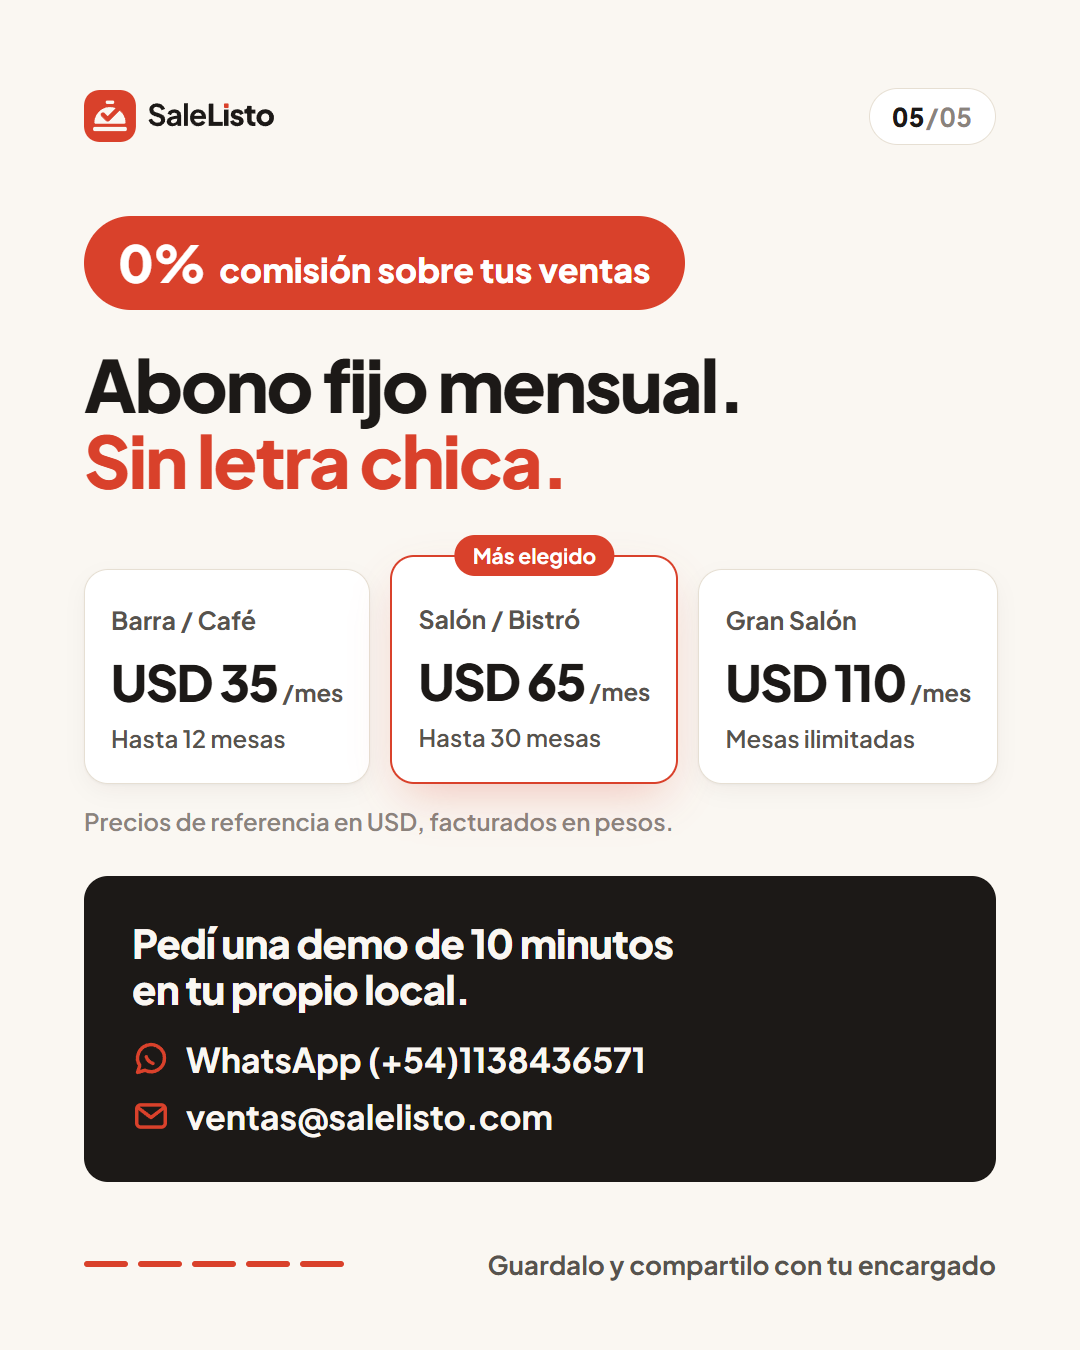 SaleListo
05/05
0% comisión sobre tus ventas
Abono fijo mensual.
Sin letra chica.
Más elegido
Barra / Café
USD 35 /mes
Hasta 12 mesas
Salón / Bistró
USD 65 /mes
Hasta 30 mesas
Gran Salón
USD 110 /mes
Mesas ilimitadas
Precios de referencia en USD, facturados en pesos.
Pedí una demo de 10 minutos
en tu propio local.
WhatsApp (+54)1138436571
ventas@salelisto.com
Guardalo y compartilo con tu encargado